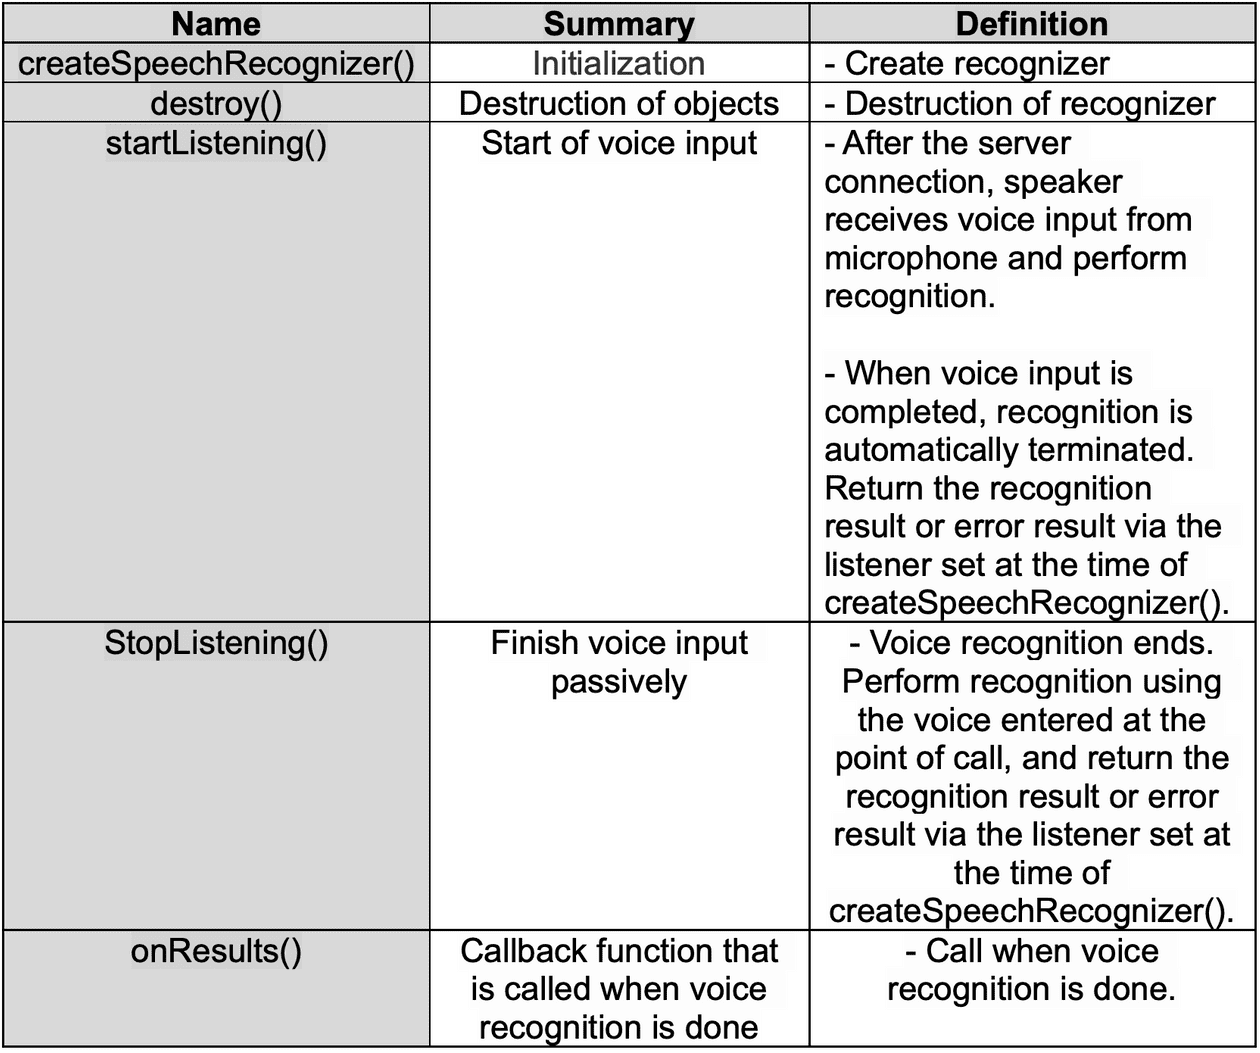 Name Summary Definition
createSpeechRecognizer() Initialization - Create recognizer
destroy() Destruction of objects - Destruction of recognizer
startListening() Start of voice input - After the server
connection, speaker
receives voice input from
microphone and perform
recognition.
- When voice input is
completed, recognition is
automatically terminated.
Return the recognition
result or error result via the
listener set at the time of
createSpeechRecognizer().
StopListening() Finish voice input - Voice recognition ends.
passively Perform recognition using
the voice entered at the
point of call, and return the
recognition result or error
result via the listener set at
the time of
createSpeechRecognizer().
onResults() Callback function that - Call when voice
is called when voice recognition is done.
recognition is done